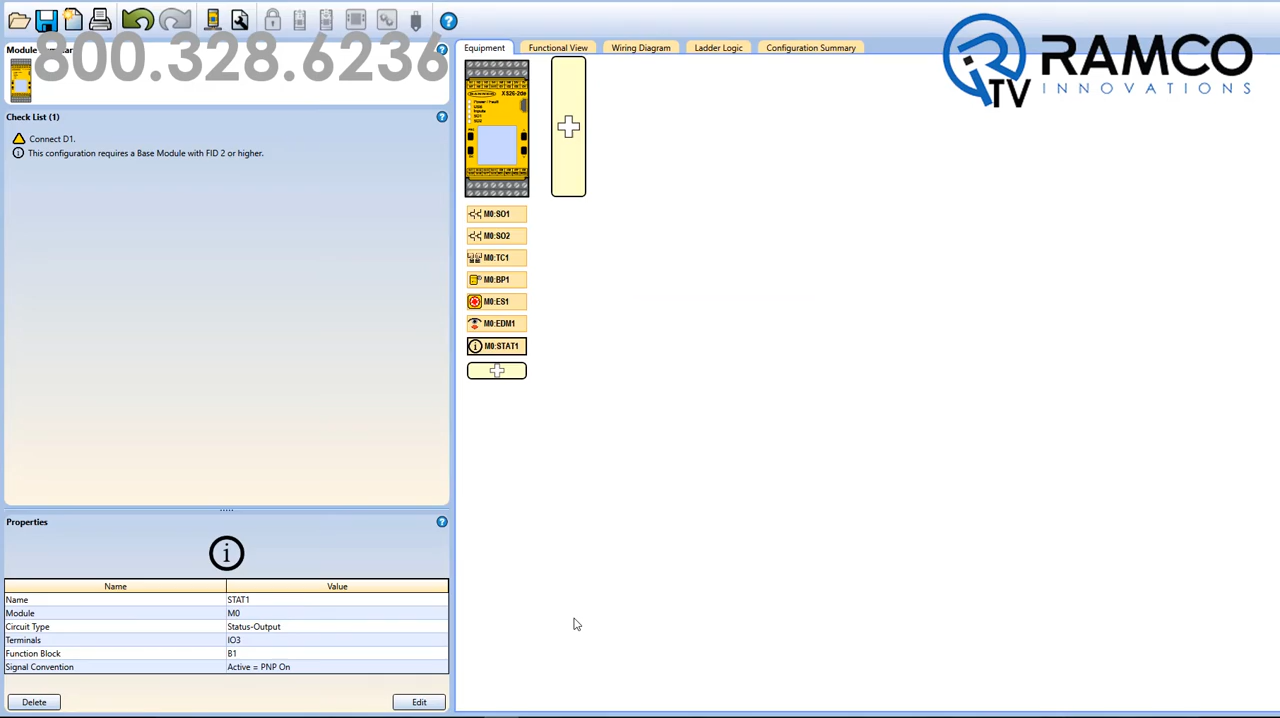 Module Summary
800.328.6236
Equipment
Functional View
Wiring Diagram
Ladder Logic
Configuration Summary
RAMCO
INNOVATIONS
TV
Check List (1)
Connect D1.
This configuration requires a Base Module with FID 2 or higher.
XS26-2de
M0:SO1
M0:SO2
M0:TC1
M0:BP1
M0:ES1
M0:EDM1
M0:STAT1
Properties
Name Value
Name STAT1
Module M0
Circuit Type Status-Output
Terminals IO3
Function Block B1
Signal Convention Active = PNP On
Delete
Edit